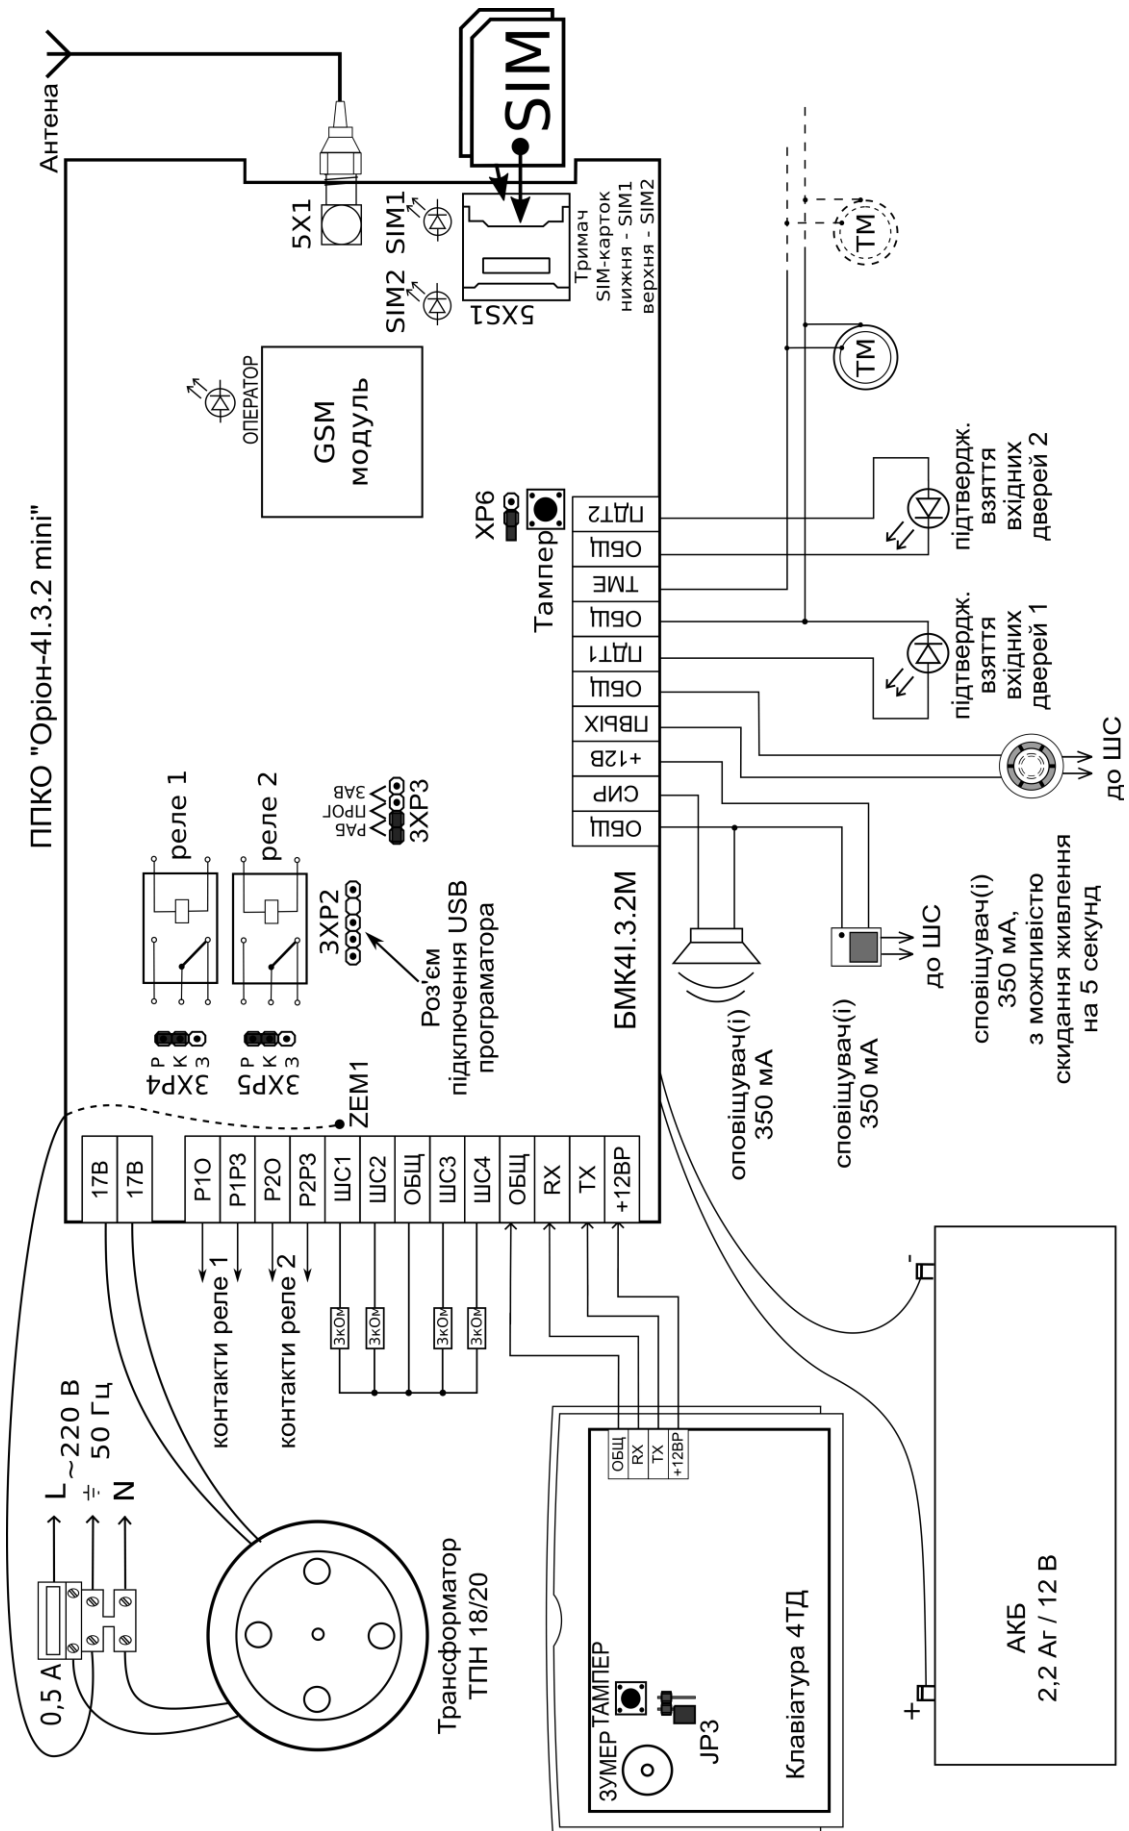 ППКО "Оріон-4І.3.2 mini"
Антена
SIM
5X1
SIM1
SIM2
5XS1
Тримач
SIM-карток
нижня - SIM1
верхня - SIM2
ОПЕРАТОР
GSM
модуль
XP6
Тампер
реле 1
реле 2
РАБ
ПРОГ
ЗАВ
3XP3
3XP2
Роз'єм
підключення USB
програматора
Р
К
З
3XP4
Р
К
З
3XP5
ZEM1
БМК4І.3.2М
17В
17В
Р1О
Р1Р3
Р2О
Р2Р3
ШС1
ШС2
ОБЩ
ШС3
ШС4
ОБЩ
RX
TX
+12ВР
ПДТ2
ОБЩ
ТМЕ
ОБЩ
ПДТ1
ОБЩ
ПВЫХ
+12В
СИР
ОБЩ
ТМ
ТМ
підтвердж.
взяття
вхідних
дверей 2
підтвердж.
взяття
вхідних
дверей 1
до ШС
сповіщувач(і)
350 мА,
з можливістю
скидання живлення
на 5 секунд
до ШС
сповіщувач(і)
350 мА
оповіщувач(і)
350 мА
контакти реле 1
контакти реле 2
3кОм
3кОм
3кОм
3кОм
L
~220 В
50 Гц
N
0,5 А
Трансформатор
ТПН 18/20
ОБЩ
RX
TX
+12ВР
ЗУМЕР
ТАМПЕР
JP3
Клавіатура 4ТД
-
+
АКБ
2,2 Аг / 12 В